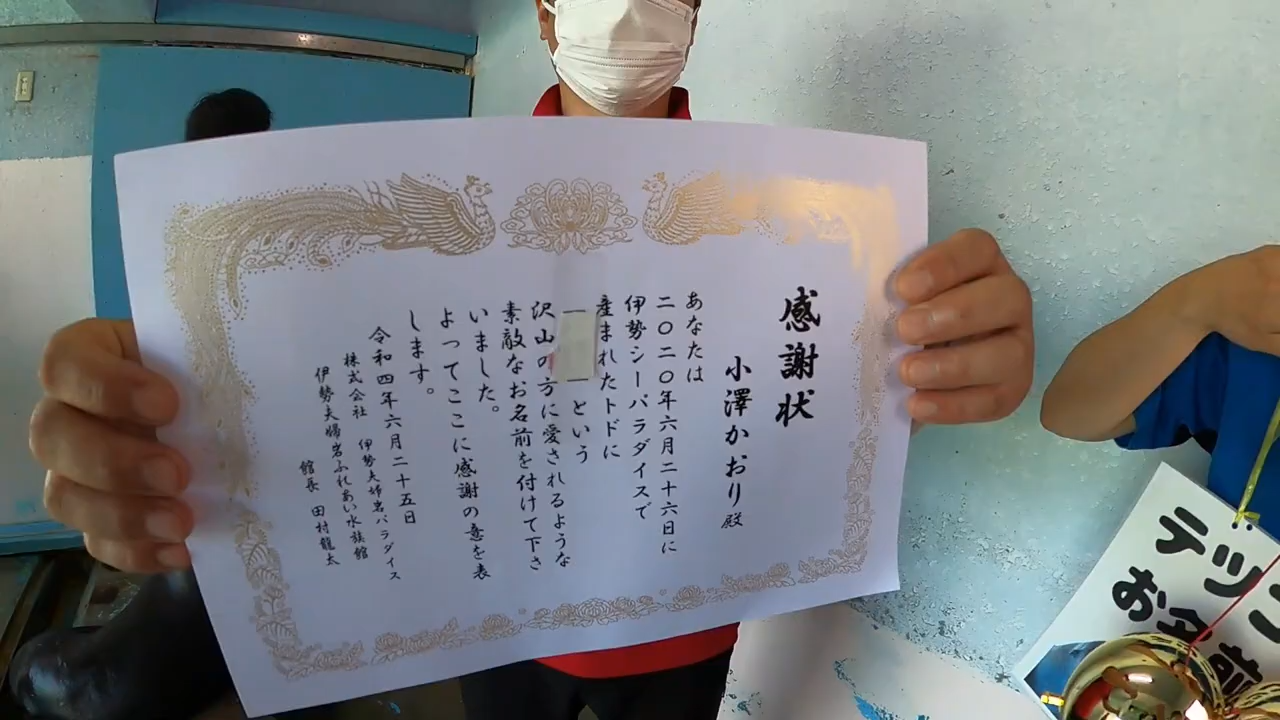 感謝状
小澤かおり殿
あなたは
二〇二〇年六月二十六日に
伊勢シーパラダイスで
産まれたトドに
という
沢山の方に愛されるような
素敵なお名前を付けて下さ
いました。
よってここに感謝の意を表
します。
令和四年六月二十五日
株式会社 伊勢夫婦岩パラダイス
伊勢夫婦岩ふれあい水族館
館長 田村龍太
テツ
お名前